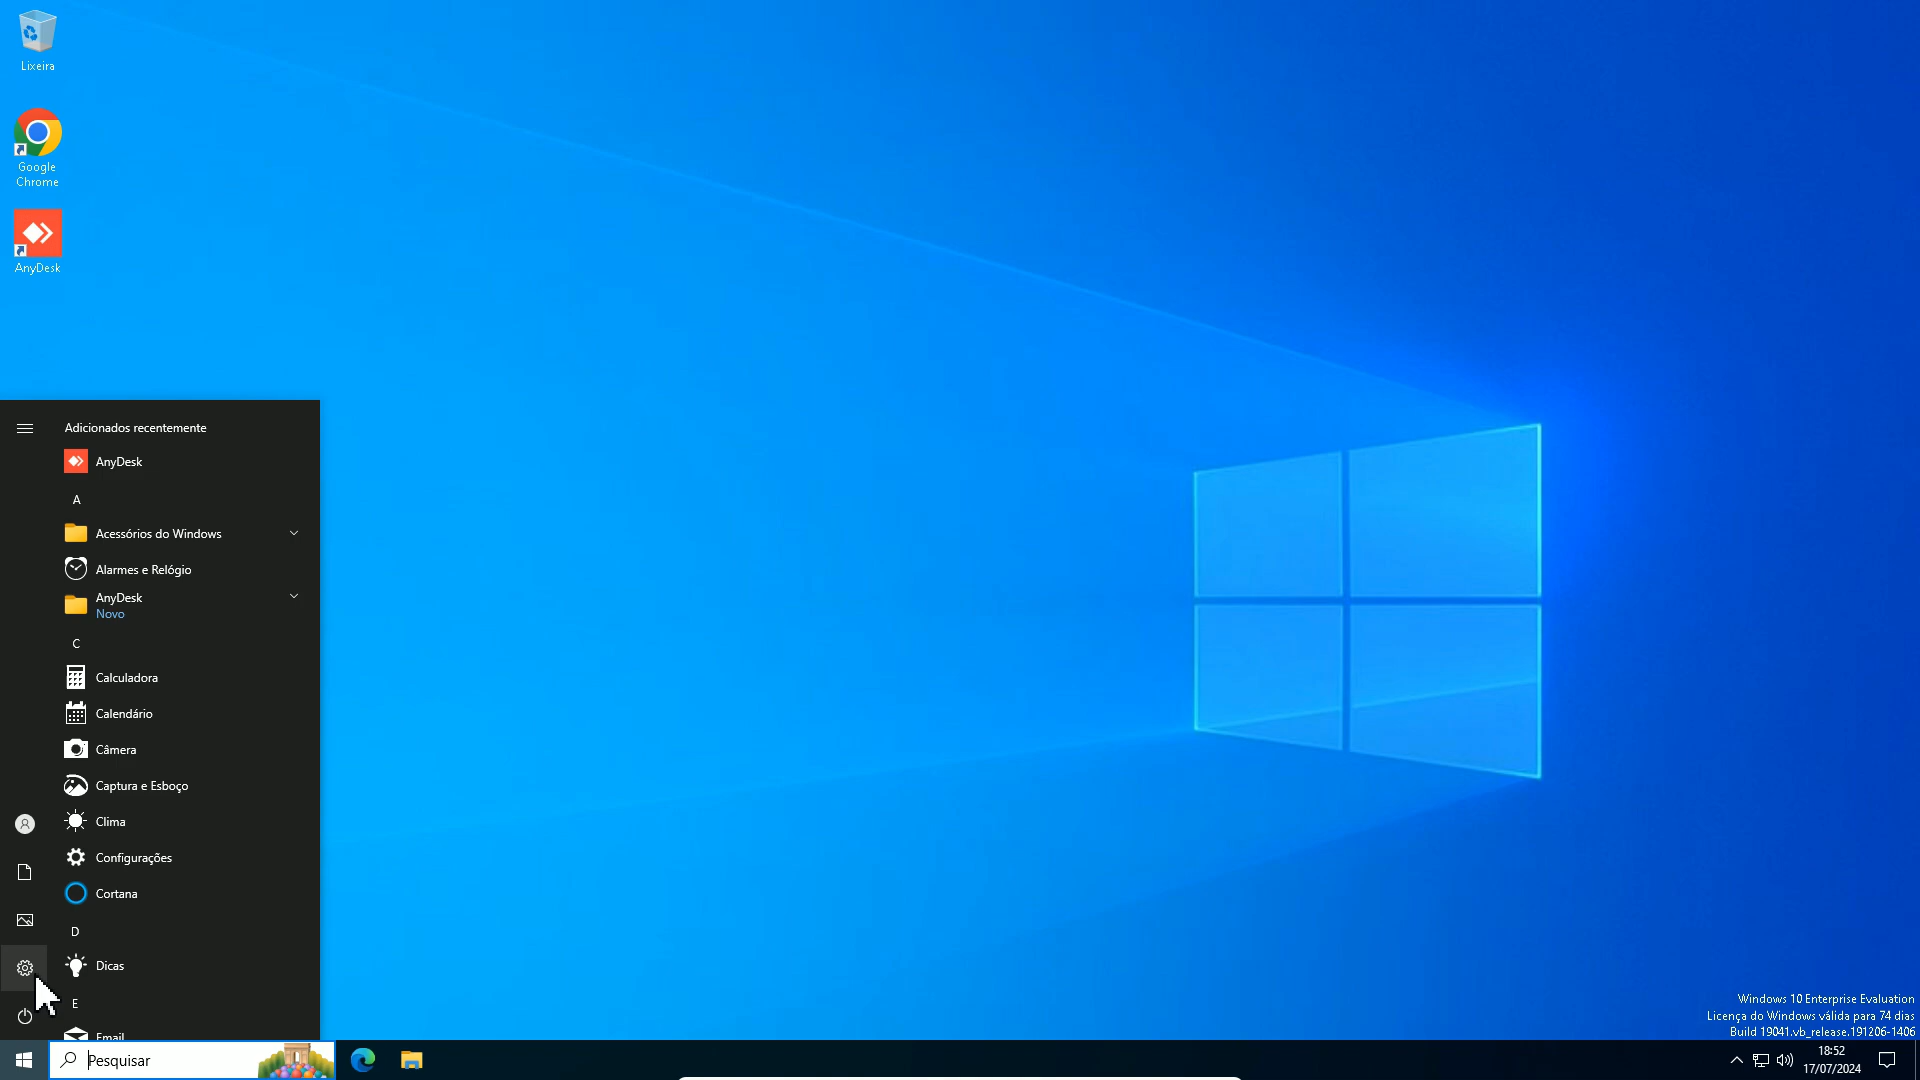 Lixeira
Google
Chrome
AnyDesk
Adicionados recentemente
AnyDesk
A
Acessórios do Windows
Alarmes e Relógio
AnyDesk
Novo
C
Calculadora
Calendário
Câmera
Captura e Esboço
Clima
Configurações
Cortana
D
Dicas
E
Email
Windows 10 Enterprise Evaluation
Licença do Windows válida para 74 dias
Build 19041.vb_release.191206-1406
Pesquisar
18:52
17/07/2024